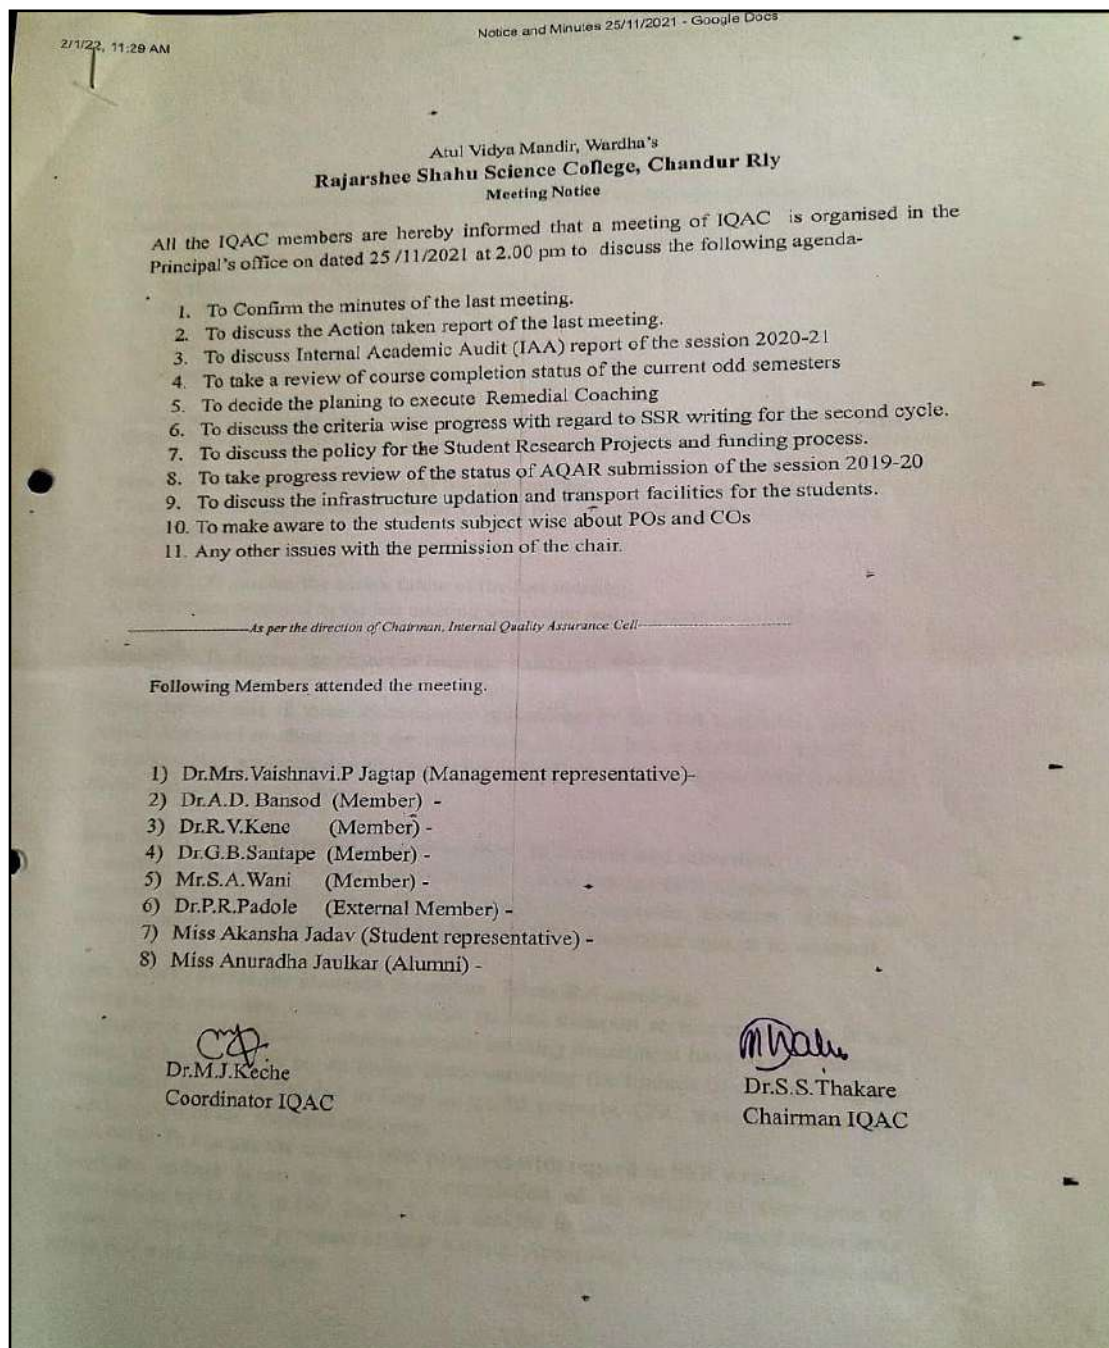 2/1/22, 11:29 AM
Notice and Minutes 25/11/2021 - Google Docs
Atul Vidya Mandir, Wardha's
Rajarshee Shahu Science College, Chandur Rly
Meeting Notice
All the IQAC members are hereby informed that a meeting of IQAC is organised in the
Principal's office on dated 25 /11/2021 at 2.00 pm to discuss the following agenda-
1. To Confirm the minutes of the last meeting.
2. To discuss the Action taken report of the last meeting.
3. To discuss Internal Academic Audit (IAA) report of the session 2020-21
4. To take a review of course completion status of the current odd semesters
5. To decide the planing to execute Remedial Coaching
6. To discuss the criteria wise progress with regard to SSR writing for the second cycle.
7. To discuss the policy for the Student Research Projects and funding process.
8. To take progress review of the status of AQAR submission of the session 2019-20
9. To discuss the infrastructure updation and transport facilities for the students.
10. To make aware to the students subject wise about POs and COs
11. Any other issues with the permission of the chair.
As per the direction of Chairman, Internal Quality Assurance Cell
Following Members attended the meeting.
1) Dr.Mrs.Vaishnavi.P Jagtap (Management representative)-
2) Dr.A.D. Bansod (Member) -
3) Dr.R.V.Kene (Member) -
4) Dr.G.B.Santape (Member) -
5) Mr.S.A.Wani (Member) -
6) Dr.P.R.Padole (External Member) -
7) Miss Akansha Jadav (Student representative) -
8) Miss Anuradha Jaulkar (Alumni) -
Dr.M.J.Keche
Coordinator IQAC
Dr.S.S.Thakare
Chairman IQAC